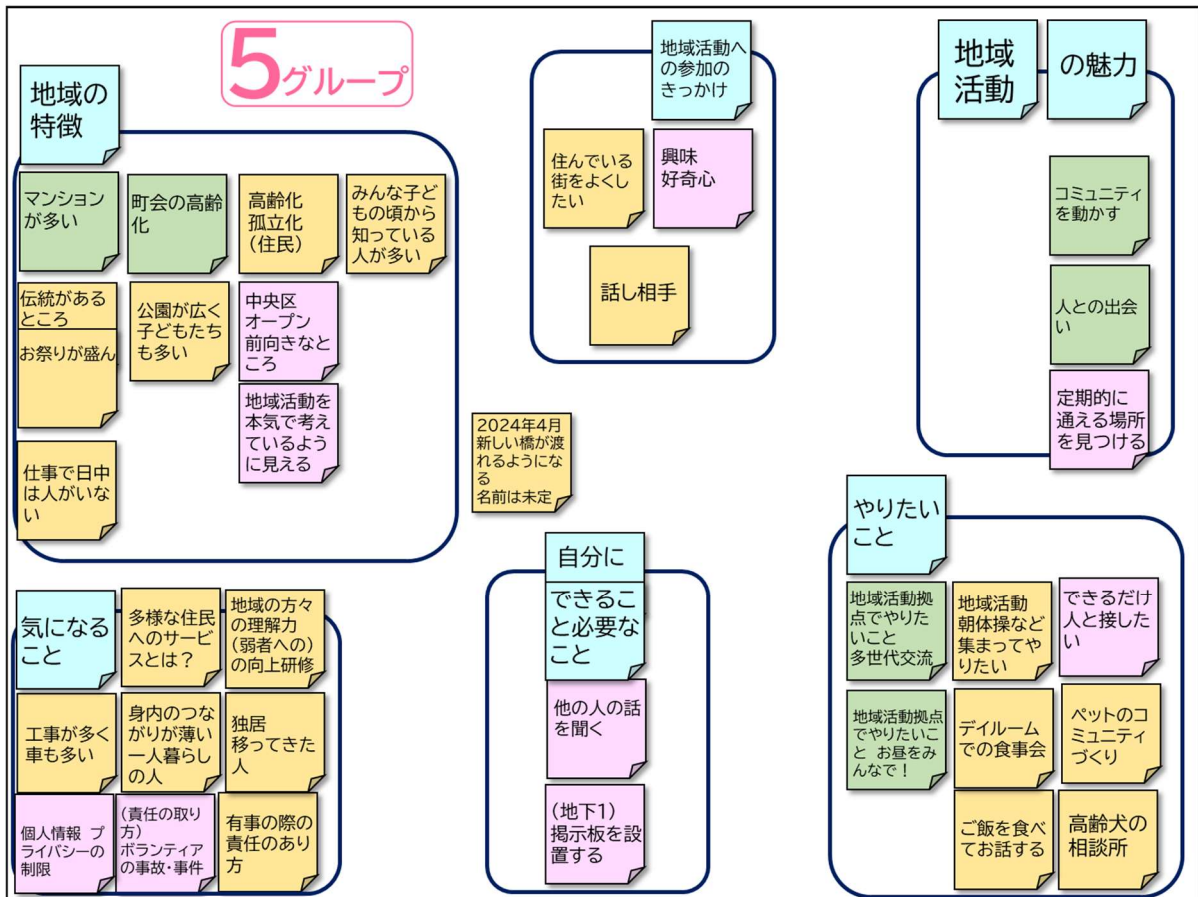 5グループ
地域の
特徴
マンション
が多い
町会の高齢
化
高齢化
孤立化
(住民)
みんな子ど
もの頃から
知っている
人が多い
伝統がある
ところ
お祭りが盛ん
公園が広く
子どもたち
も多い
中央区
オープン
前向きなと
ころ
地域活動を
本気で考え
ているよう
に見える
仕事で日中
は人がいな
い
地域活動へ
の参加の
きっかけ
住んでいる
街をよくし
たい
興味
好奇心
話し相手
地域
活動
の魅力
コミュニティ
を動かす
人との出会
い
定期的に
通える場所
を見つける
2024年4月
新しい橋が渡
れるようにな
る
名前は未定
気になる
こと
多様な住民
へのサービ
スとは?
地域の方々
の理解力
(弱者への)
の向上研修
工事が多く
車も多い
身内のつな
がりが薄い
一人暮らし
の人
独居
移ってきた
人
個人情報 プ
ライバシーの
制限
(責任の取り
方)
ボランティア
の事故・事件
有事の際の
責任のあり
方
自分に
できるこ
と必要な
こと
他の人の話
を聞く
(地下1)
掲示板を設
置する
やりたい
こと
地域活動拠
点でやりた
いこと
多世代交流
地域活動
朝体操など
集まってや
りたい
できるだけ
人と接した
い
地域活動拠点
でやりたいこ
と お昼をみ
んなで!
デイルーム
での食事会
ペットのコ
ミュニティ
づくり
ご飯を食べ
てお話する
高齢犬の
相談所